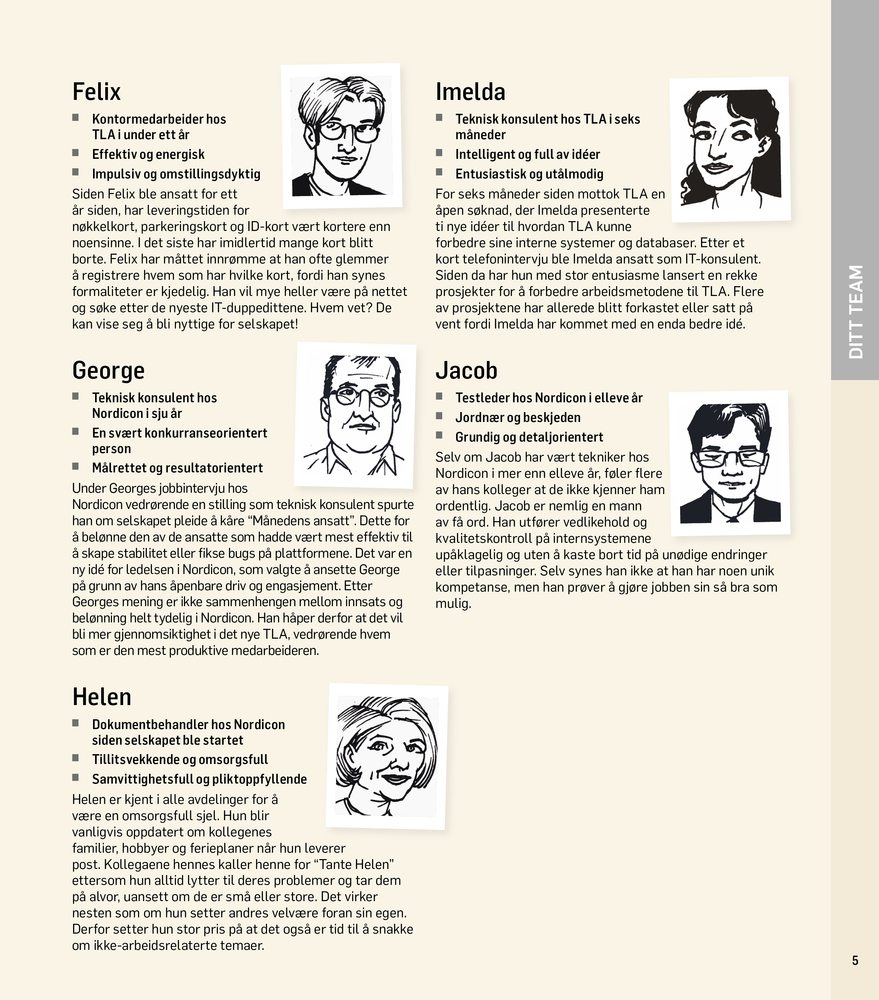 Felix
Kontormedarbeider hos
TLA i under ett år
Effektiv og energisk
Impulsiv og omstillingsdyktig
Siden Felix ble ansatt for ett
år siden, har leveringstiden for
nøkkelkort, parkeringskort og ID-kort vært kortere enn
noensinne. I det siste har imidlertid mange kort blitt
borte. Felix har måttet innrømme at han ofte glemmer
å registrere hvem som har hvilke kort, fordi han synes
formaliteter er kjedelig. Han vil mye heller være på nettet
og søke etter de nyeste IT-duppedittene. Hvem vet? De
kan vise seg å bli nyttige for selskapet!
George
Teknisk konsulent hos
Nordicon i sju år
En svært konkurranseorientert
person
Målrettet og resultatorientert
Under Georges jobbintervju hos
Nordicon vedrørende en stilling som teknisk konsulent spurte
han om selskapet pleide å kåre “Månedens ansatt”. Dette for
å belønne den av de ansatte som hadde vært mest effektiv til
å skape stabilitet eller fikse bugs på plattformene. Det var en
ny idé for ledelsen i Nordicon, som valgte å ansette George
på grunn av hans åpenbare driv og engasjement. Etter
Georges mening er ikke sammenhengen mellom innsats og
belønning helt tydelig i Nordicon. Han håper derfor at det vil
bli mer gjennomsiktighet i det nye TLA, vedrørende hvem
som er den mest produktive medarbeideren.
Helen
Dokumentbehandler hos Nordicon
siden selskapet ble startet
Tillitsvekkende og omsorgsfull
Samvittighetsfull og pliktoppfyllende
Helen er kjent i alle avdelinger for å
være en omsorgsfull sjel. Hun blir
vanligvis oppdatert om kollegenes
familier, hobbyer og ferieplaner når hun leverer
post. Kollegaene hennes kaller henne for “Tante Helen”
ettersom hun alltid lytter til deres problemer og tar dem
på alvor, uansett om de er små eller store. Det virker
nesten som om hun setter andres velvære foran sin egen.
Derfor setter hun stor pris på at det også er tid til å snakke
om ikke-arbeidsrelaterte temaer.
Imelda
Teknisk konsulent hos TLA i seks
måneder
Intelligent og full av idéer
Entusiastisk og utålmodig
For seks måneder siden mottok TLA en
åpen søknad, der Imelda presenterte
ti nye idéer til hvordan TLA kunne
forbedre sine interne systemer og databaser. Etter et
kort telefonintervju ble Imelda ansatt som IT-konsulent.
Siden da har hun med stor entusiasme lansert en rekke
prosjekter for å forbedre arbeidsmetodene til TLA. Flere
av prosjektene har allerede blitt forkastet eller satt på
vent fordi Imelda har kommet med en enda bedre idé.
Jacob
Testleder hos Nordicon i elleve år
Jordnær og beskjeden
Grundig og detaljorientert
Selv om Jacob har vært tekniker hos
Nordicon i mer enn elleve år, føler flere
av hans kolleger at de ikke kjenner ham
ordentlig. Jacob er nemlig en mann
av få ord. Han utfører vedlikehold og
kvalitetskontroll på internsystemene
upåklagelig og uten å kaste bort tid på unødige endringer
eller tilpasninger. Selv synes han ikke at han har noen unik
kompetanse, men han prøver å gjøre jobben sin så bra som
mulig.
DITT TEAM
5